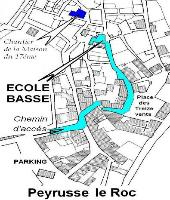 Chantier
de la Maison
du 17ème
ECOLE
BASSE
Chemin
d'accès
Place
des
Treize
vents
PARKING
Peyrusse le Roc